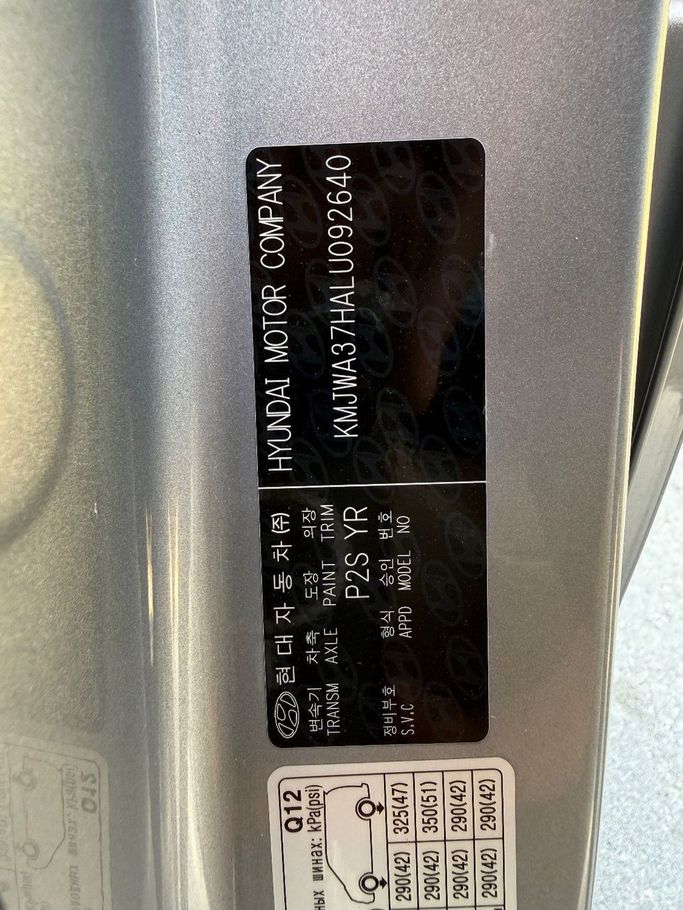 현대자동차(주)
HYUNDAI MOTOR COMPANY
변속기 차축 도장 의장
TRANSM AXLE PAINT TRIM
KMJWA37HALU092640
P2S YR
정비부호 형식 승인 번호
S.V.C APPD MODEL NO
Q12
ных шинах: kPa(psi)
290(42) 325(47)
290(42) 350(51)
290(42) 290(42)
290(42) 290(42)